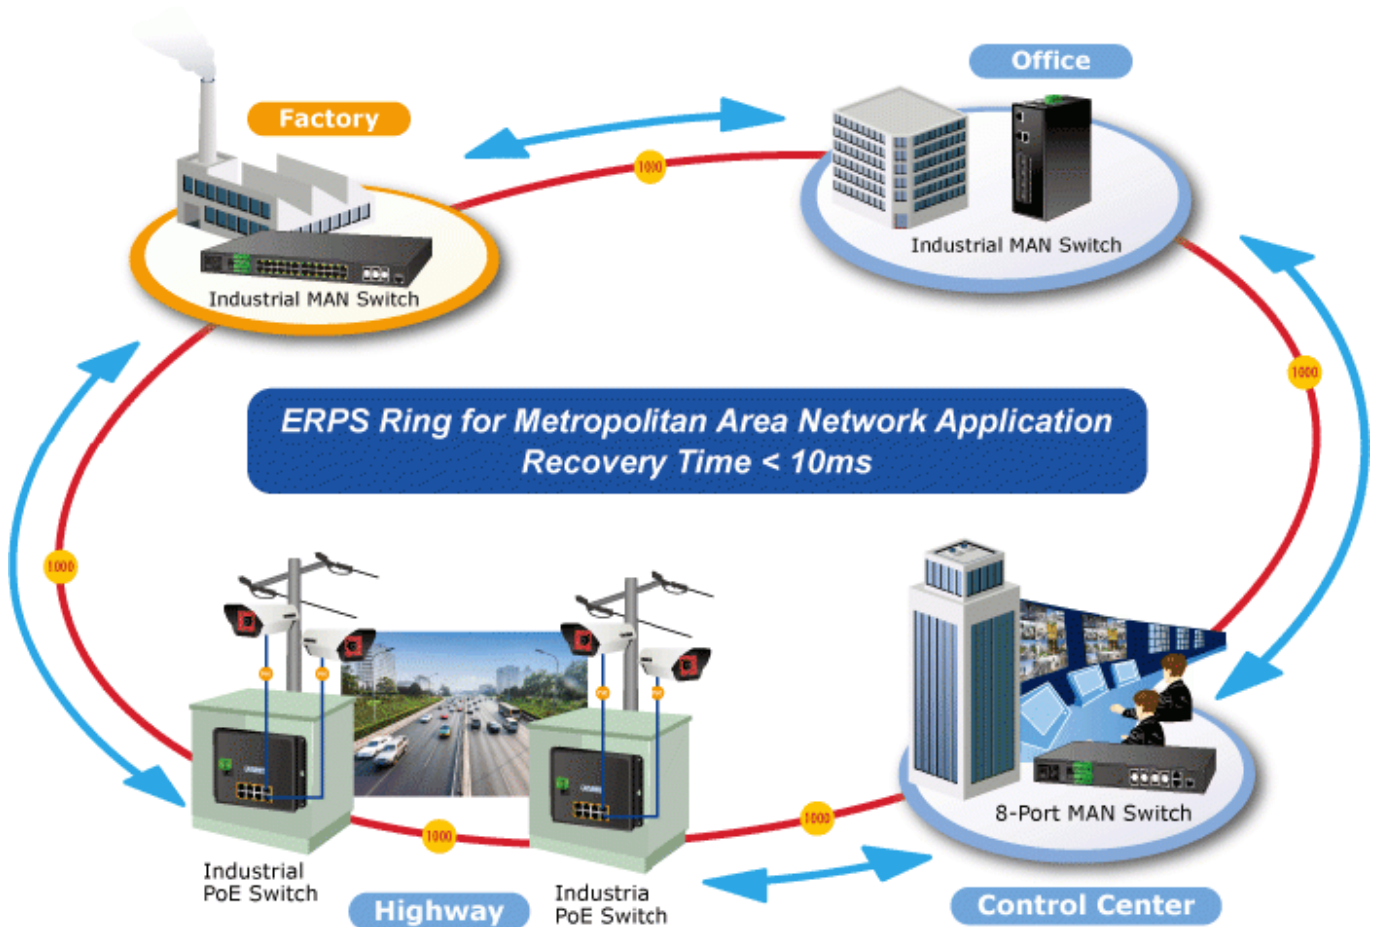 Office
Factory
1000
Industrial MAN Switch
Industrial MAN Switch
1000
ERPS Ring for Metropolitan Area Network Application
Recovery Time < 10ms
1000
8-Port MAN Switch
1000
1000
Industrial
PoE Switch
Highway
Industria
PoE Switch
Control Center